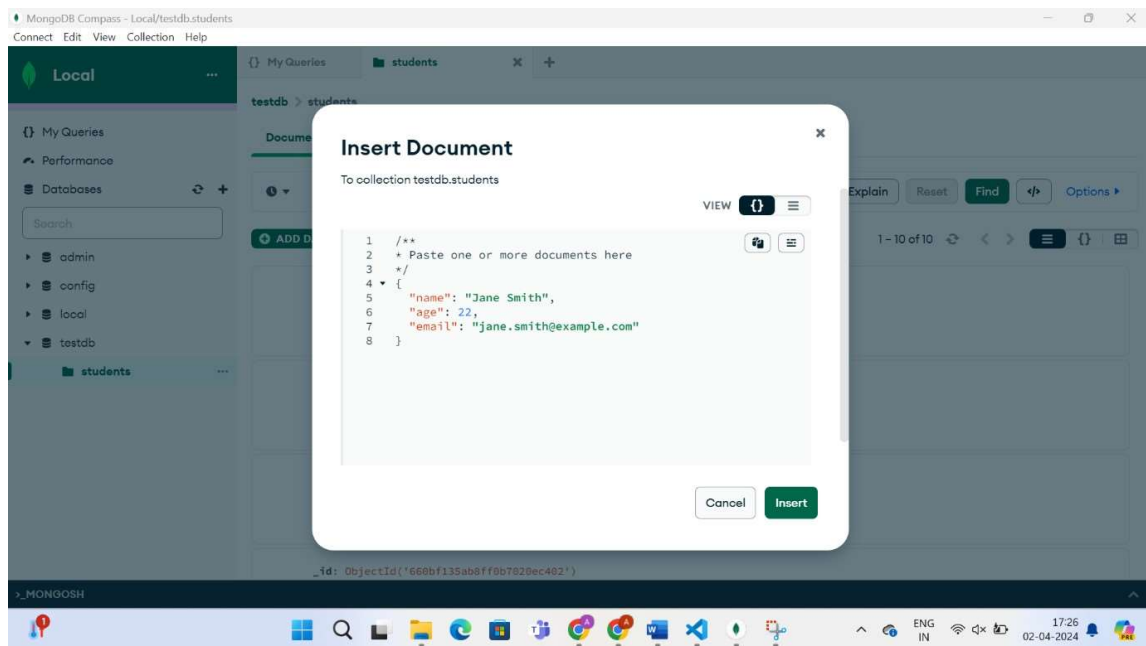 MongoDB Compass - Local/testdb.students
Connect Edit View Collection Help
Local
{} My Queries
students
testdb > students
{} My Queries
Performance
Databases
Search
admin
config
local
testdb
students
Explain
Reset
Find
</>
Options
1 – 10 of 10
Insert Document
To collection testdb.students
VIEW {}
1 /**
2 * Paste one or more documents here
3 */
4 {
5 "name": "Jane Smith",
6 "age": 22,
7 "email": "jane.smith@example.com"
8 }
Cancel
Insert
_id: ObjectId('660bf135ab8ff0b7020ec402')
>_MONGOSH
ENG
IN
17:26
02-04-2024
PRE